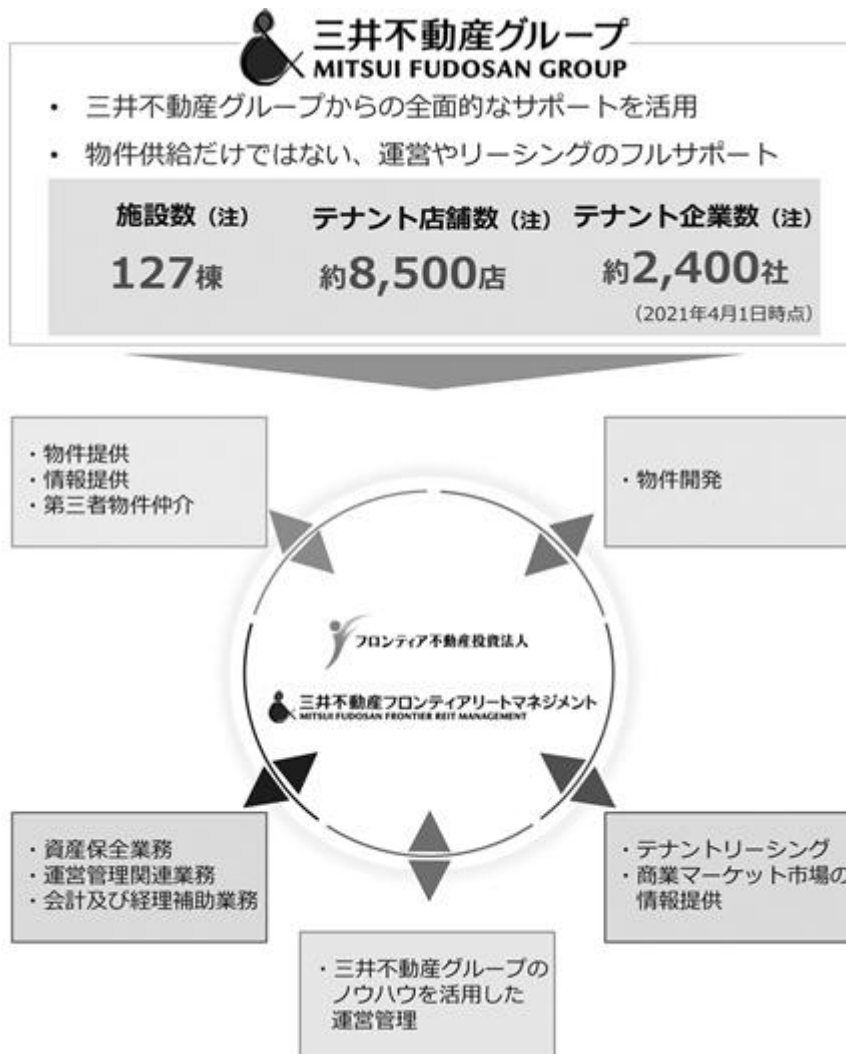 三井不動産グループ
MITSUI FUDOSAN GROUP
• 三井不動産グループからの全面的なサポートを活用
• 物件供給だけではない、運営やリーシングのフルサポート
施設数（注） テナント店舗数（注） テナント企業数（注）
127棟 約8,500店 約2,400社
（2021年4月1日時点）
・物件提供
・情報提供
・第三者物件仲介
・物件開発
フロンティア不動産投資法人
三井不動産フロンティアリートマネジメント
MITSUI FUDOSAN FRONTIER REIT MANAGEMENT
・資産保全業務
・運営管理関連業務
・会計及び経理補助業務
・テナントリーシング
・商業マーケット市場の
情報提供
・三井不動産グループの
ノウハウを活用した
運営管理